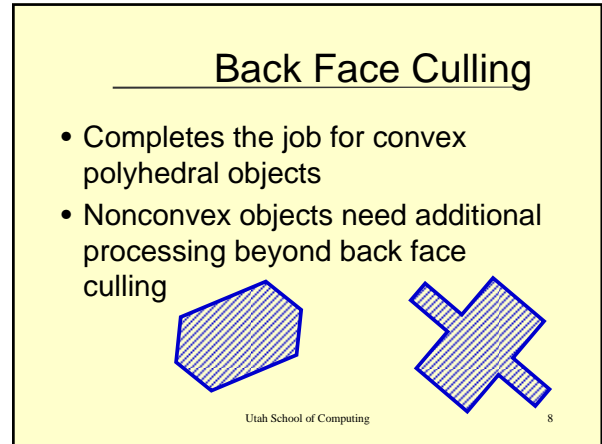 Back Face Culling
• Completes the job for convex
polyhedral objects
• Nonconvex objects need additional
processing beyond back face
culling
Utah School of Computing 8